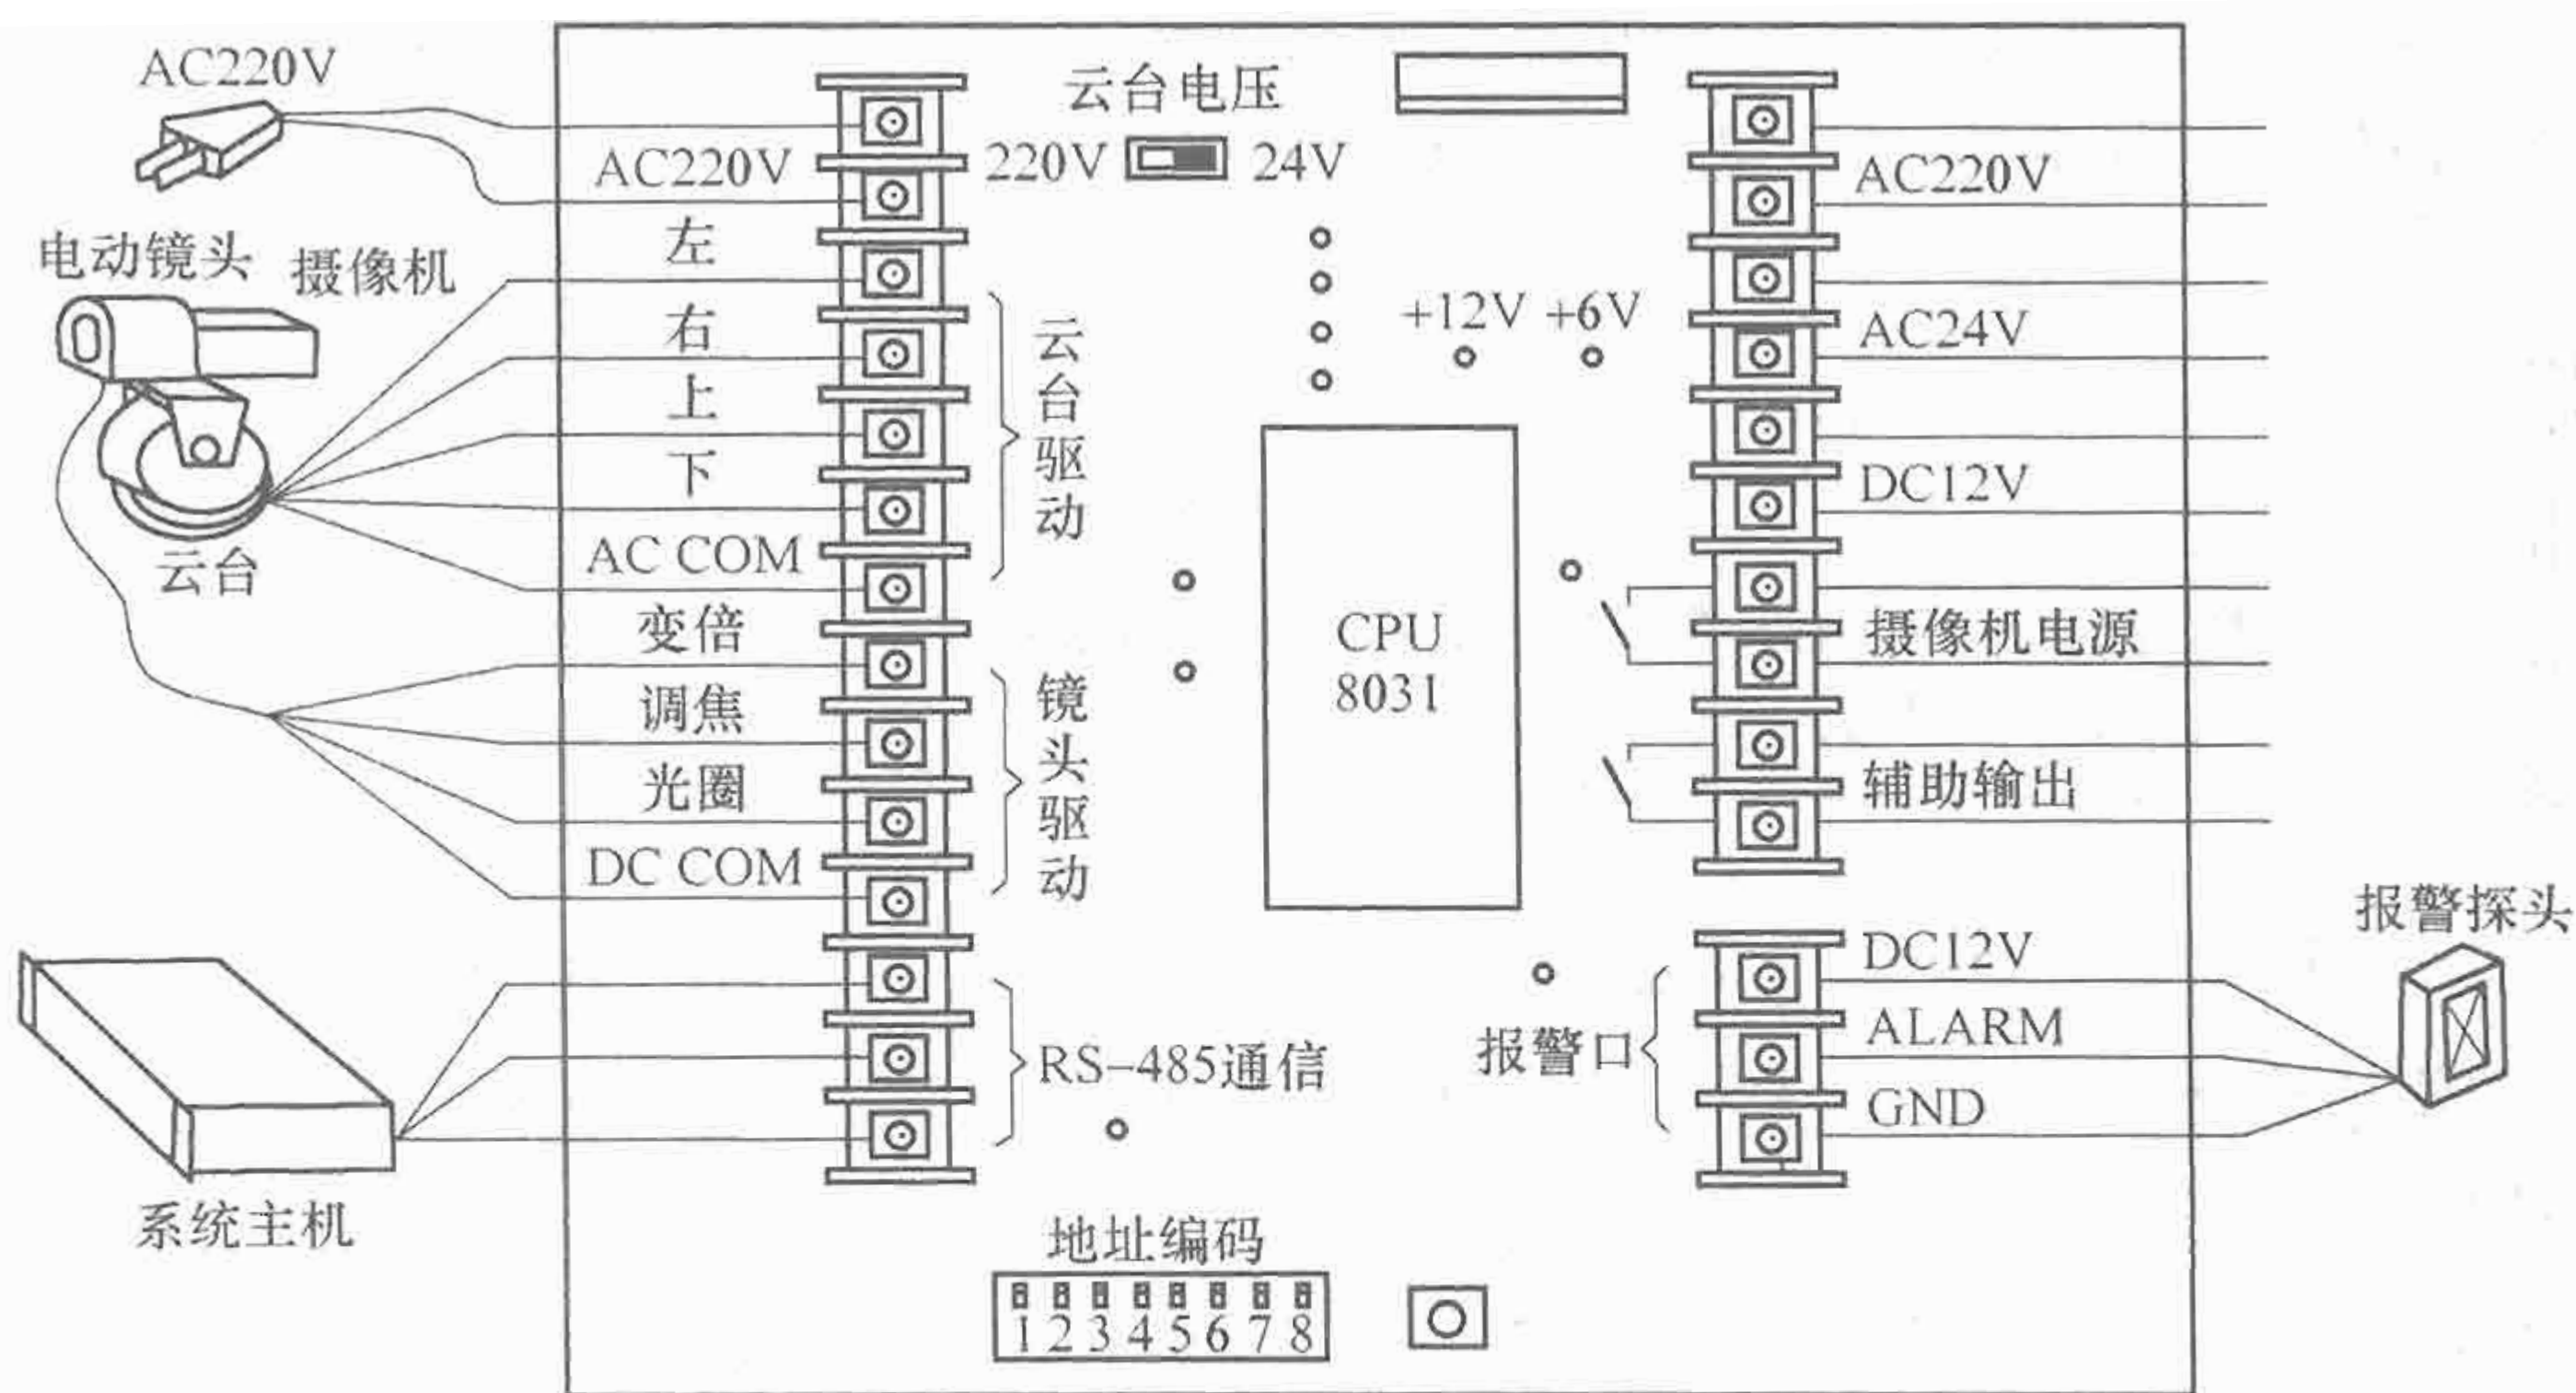 AC220V
电动镜头
摄像机
云台
系统主机
AC220V
左
右
上
下
AC COM
变倍
调焦
光圈
DC COM
云台驱动
镜头驱动
RS-485通信
云台电压
220V
24V
+12V +6V
CPU
8031
地址编码
1 2 3 4 5 6 7 8
AC220V
AC24V
DC12V
摄像机电源
辅助输出
报警口
DC12V
ALARM
GND
报警探头